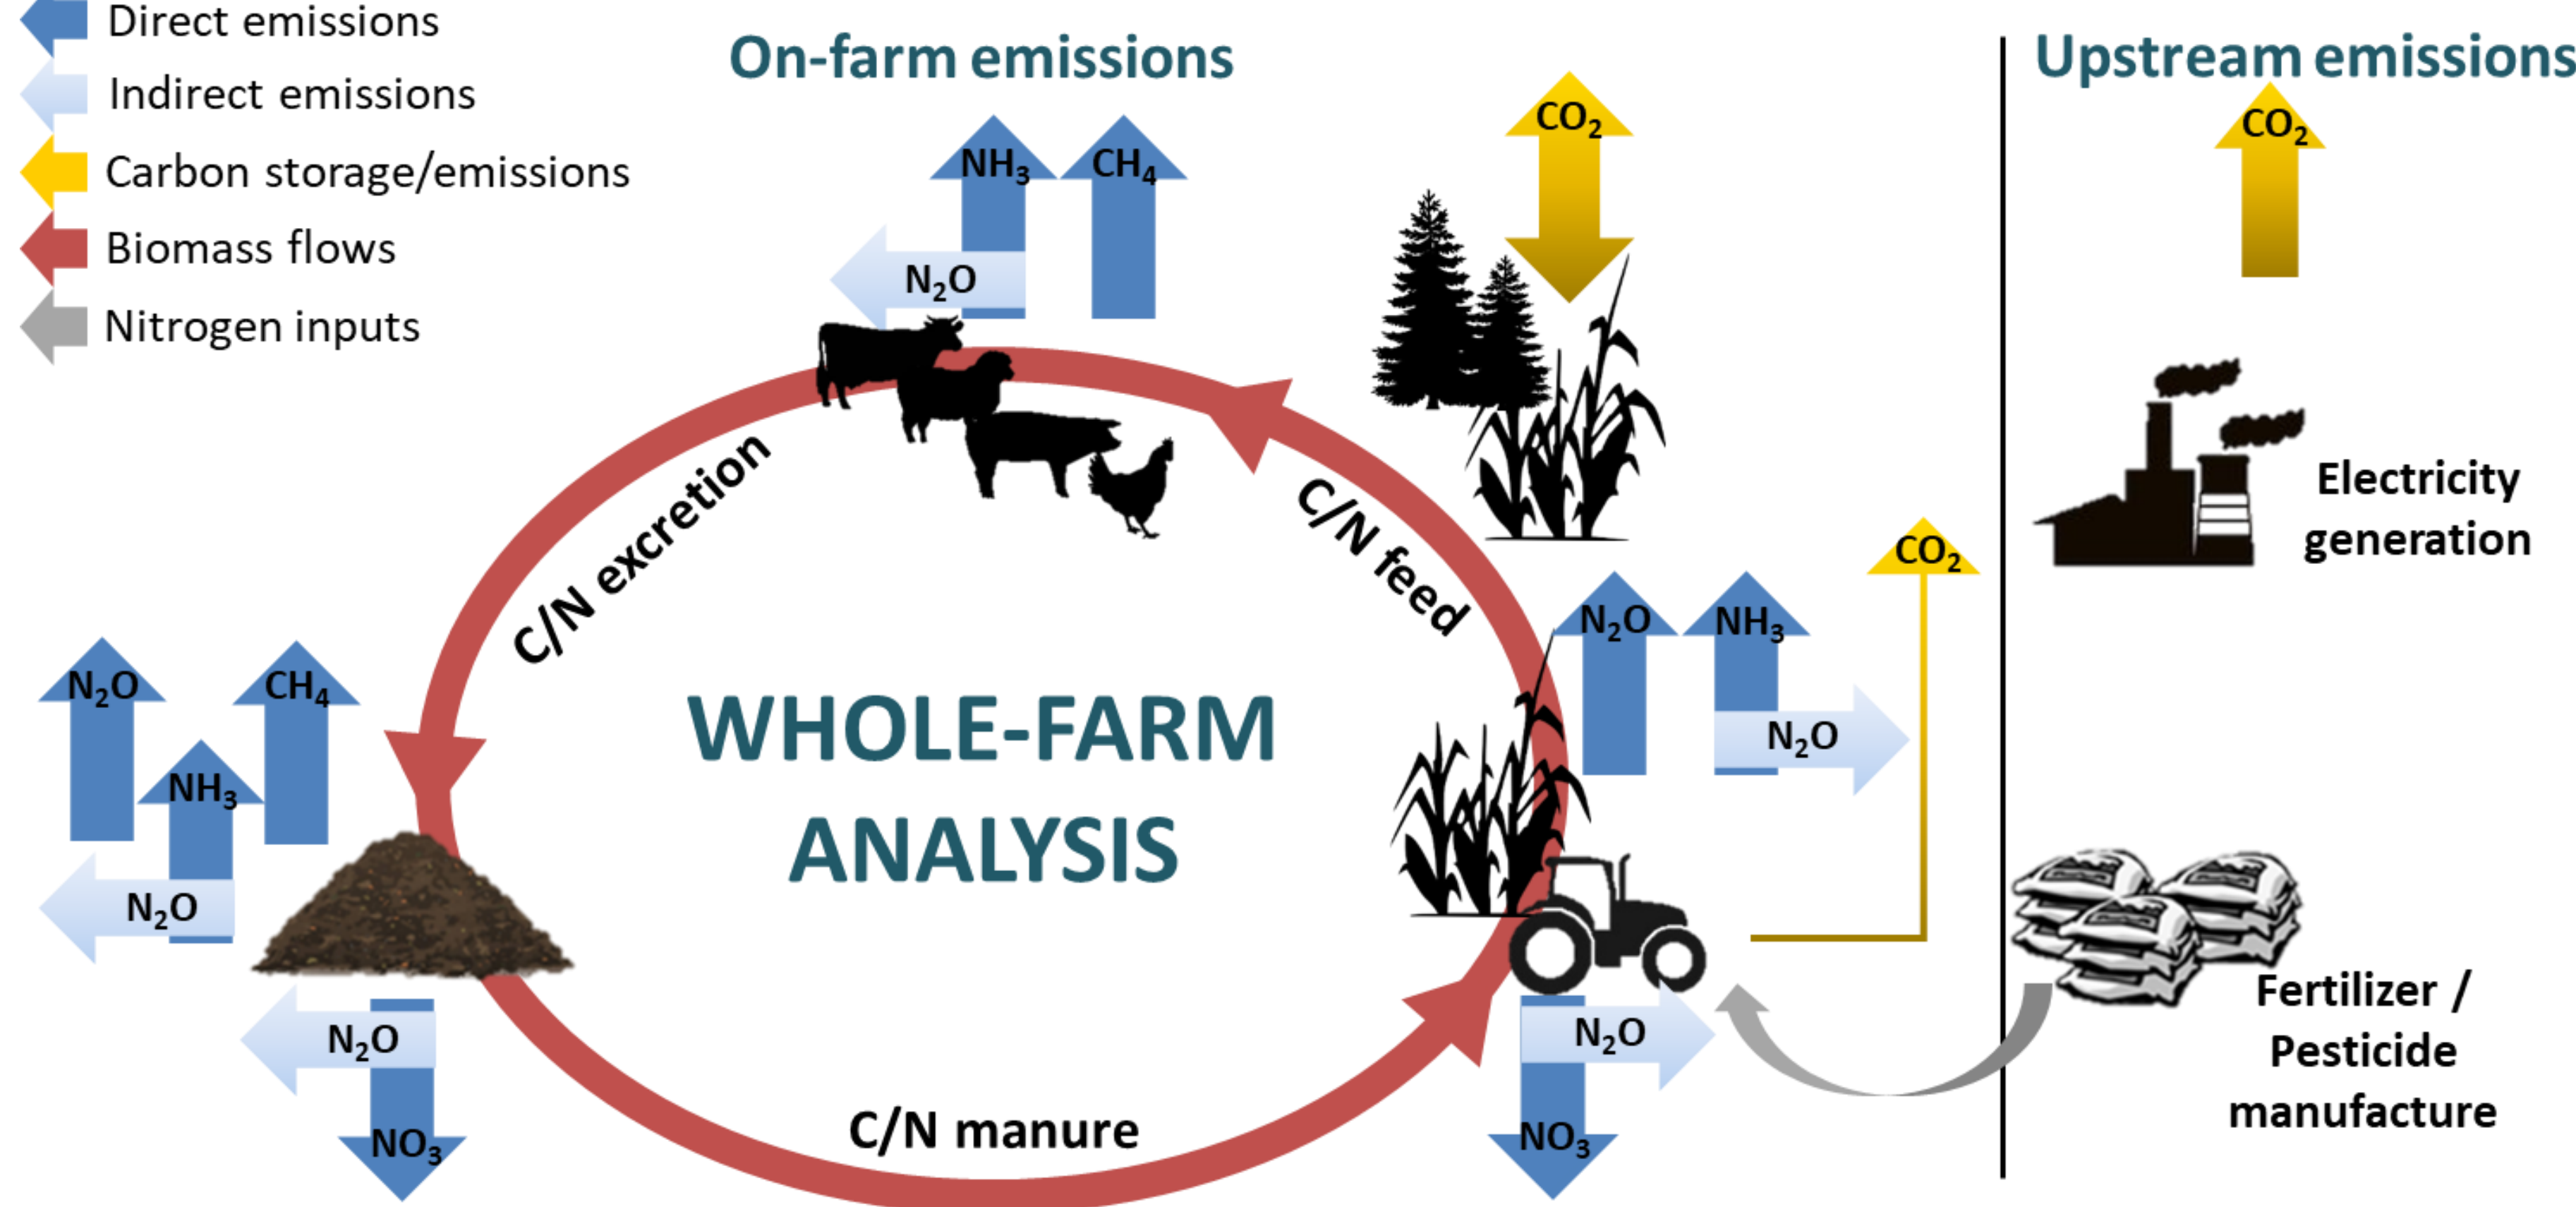 Direct emissions
Indirect emissions
Carbon storage/emissions
Biomass flows
Nitrogen inputs
On-farm emissions
Upstream emissions
NH₃
CH₄
N₂O
CO₂
CO₂
C/N excretion
C/N feed
Electricity
generation
CO₂
N₂O
NH₃
N₂O
N₂O
CH₄
NH₃
N₂O
WHOLE-FARM
ANALYSIS
N₂O
NO₃
C/N manure
N₂O
NO₃
Fertilizer /
Pesticide
manufacture